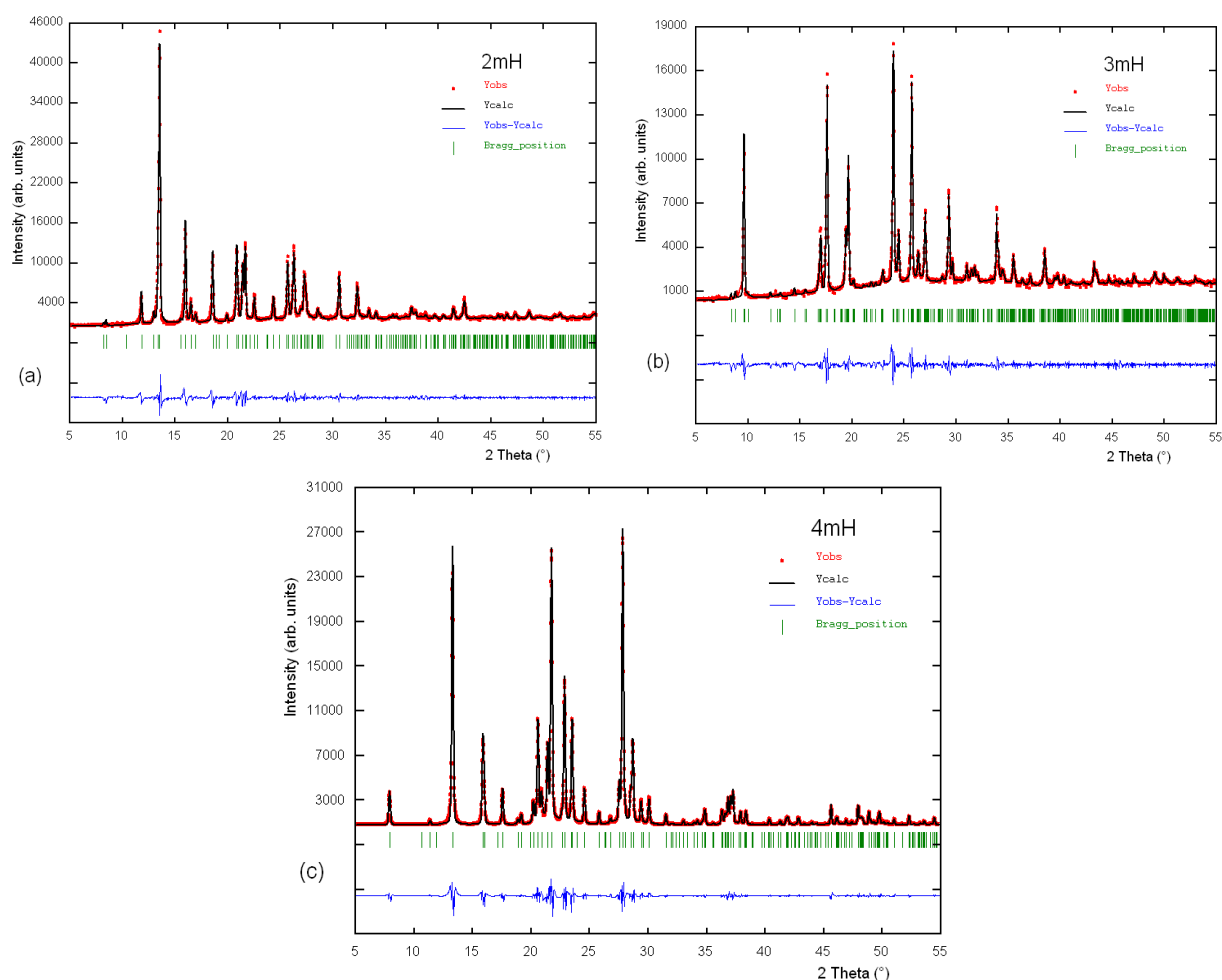 46000
42000
38000
34000
28000
22000
16000
10000
4000
Intensity (arb. units)
2mH
Yobs
Ycalc
Yobs-Ycalc
Bragg_position
(a)
5 10 15 20 25 30 35 40 45 50 55
2 Theta (°)
19000
16000
13000
10000
7000
4000
1000
Intensity (arb. units)
3mH
Yobs
Ycalc
Yobs-Ycalc
Bragg_position
(b)
5 10 15 20 25 30 35 40 45 50 55
2 Theta (°)
31000
27000
23000
19000
15000
11000
7000
3000
Intensity (arb. units)
4mH
Yobs
Ycalc
Yobs-Ycalc
Bragg_position
(c)
5 10 15 20 25 30 35 40 45 50 55
2 Theta (°)